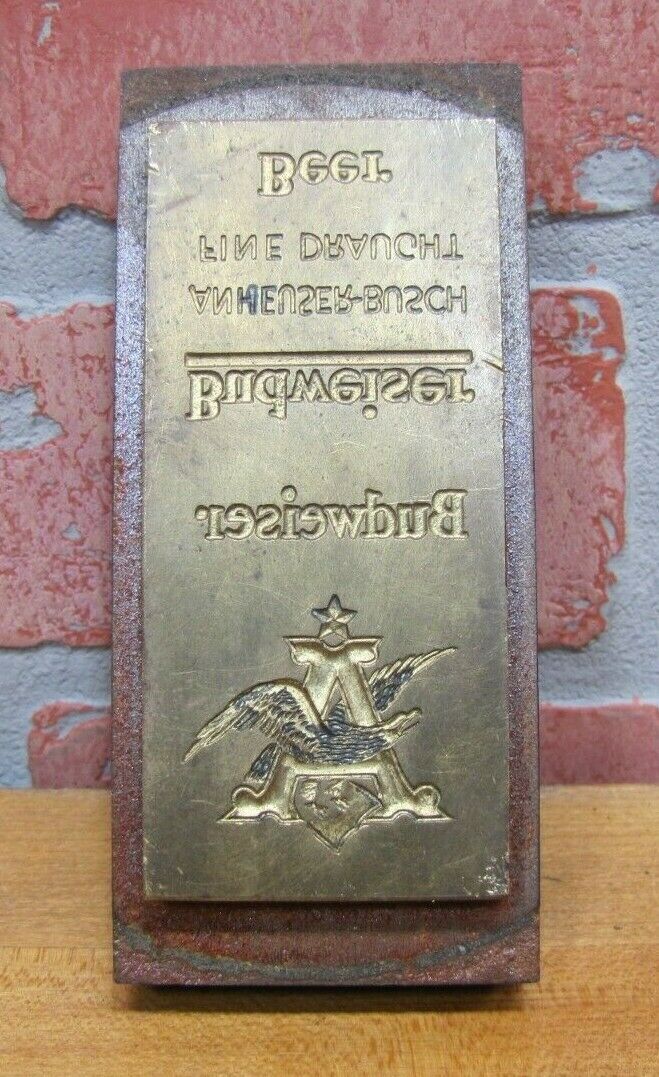 Budweiser
ANHEUSER-BUSCH
FINE DRAUGHT
Beer
Budweiser.
A